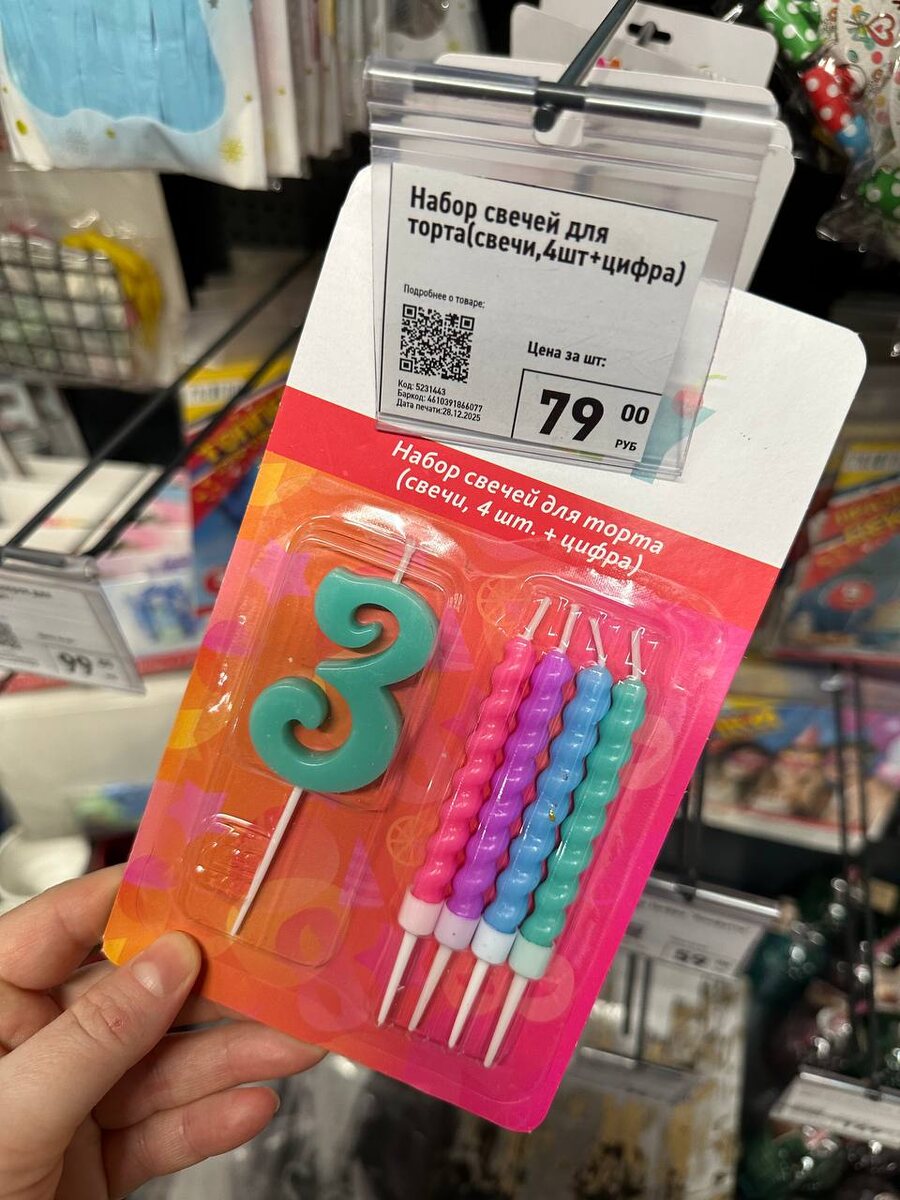 Набор свечей для
торта(свечи,4шт+цифра)
Подробнее о товаре:
Код: 5231443
Баркод: 4610391866077
Дата печати:28.12.2025
Цена за шт:
79 00
РУБ
Набор свечей для торта
(свечи, 4 шт. + цифра)
3
99